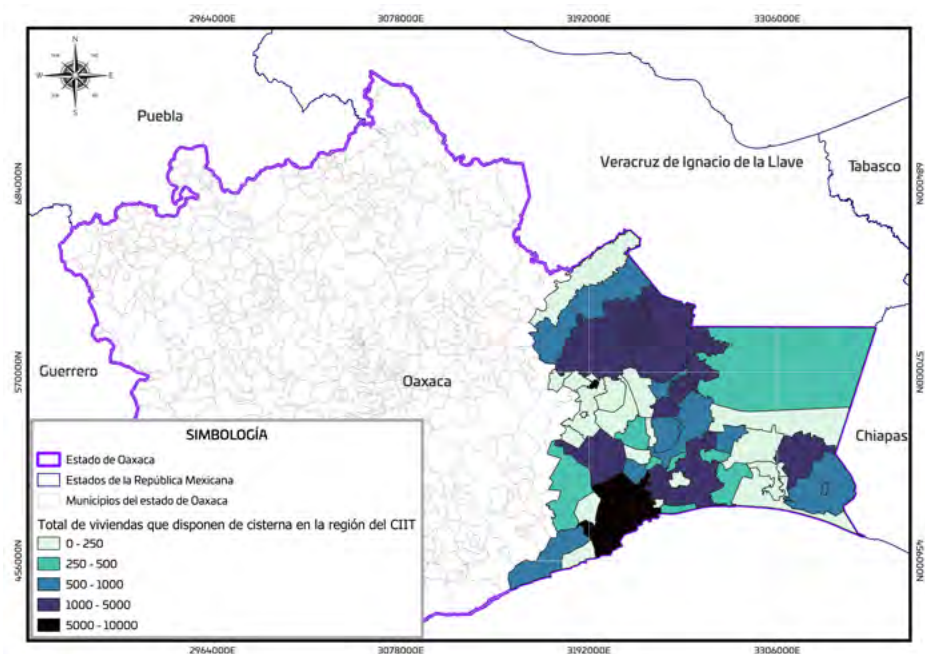 2964000E 3078000E 3192000E 3306000E
N
W E
S
Puebla
Veracruz de Ignacio de la Llave
Tabasco
684000N 684000N
570000N 570000N
Guerrero
Oaxaca
Chiapas
SIMBOLOGÍA
Estado de Oaxaca
Estados de la República Mexicana
Municipios del estado de Oaxaca
Total de viviendas que disponen de cisterna en la región del CIIT
0 - 250
250 - 500
500 - 1000
1000 - 5000
5000 - 10000
456000N 456000N
2964000E 3078000E 3192000E 3306000E